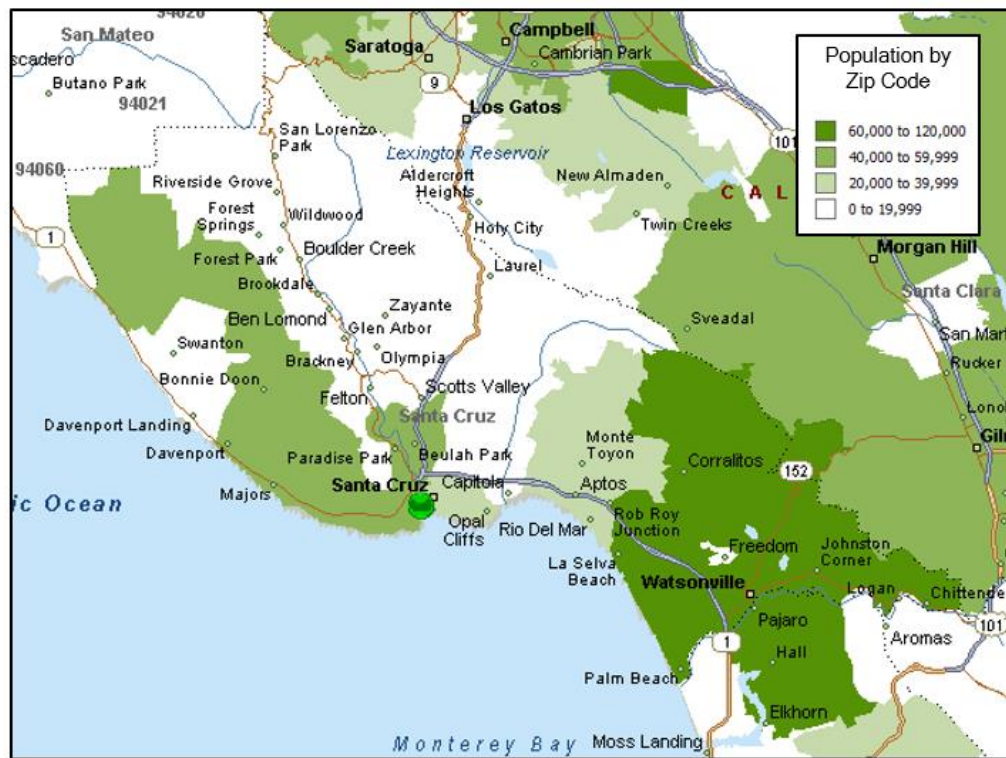 94020
San Mateo
scadero
Butano Park
94021
94060
Campbell
Saratoga
Cambrian Park
9
Los Gatos
101
San Lorenzo
Park
Lexington Reservoir
Aldercroft
Heights
New Almaden
Riverside Grove
Forest
Springs
Wildwood
Holy City
Twin Creeks
C A L
Population by
Zip Code
60,000 to 120,000
40,000 to 59,999
20,000 to 39,999
0 to 19,999
1
Forest Park
Boulder Creek
Laurel
Morgan Hill
Brookdale
Zayante
Santa Clara
Ben Lomond
Glen Arbor
Sveadal
San Mart
Swanton
Brackney
Olympia
Rucker
Bonnie Doon
Felton
Scotts Valley
Santa Cruz
Davenport Landing
Lono
Davenport
Paradise Park
Beulah Park
Monte
Toyon
Corralitos
152
Gil
Majors
Santa Cruz
Capitola
Aptos
ic Ocean
Opal
Cliffs
Rio Del Mar
Rob Roy
Junction
Freedom
Johnston
Corner
La Selva
Beach
Watsonville
Logan
Chittende
Pajaro
101
Aromas
1
Hall
Palm Beach
Elkhorn
Monterey Bay
Moss Landing